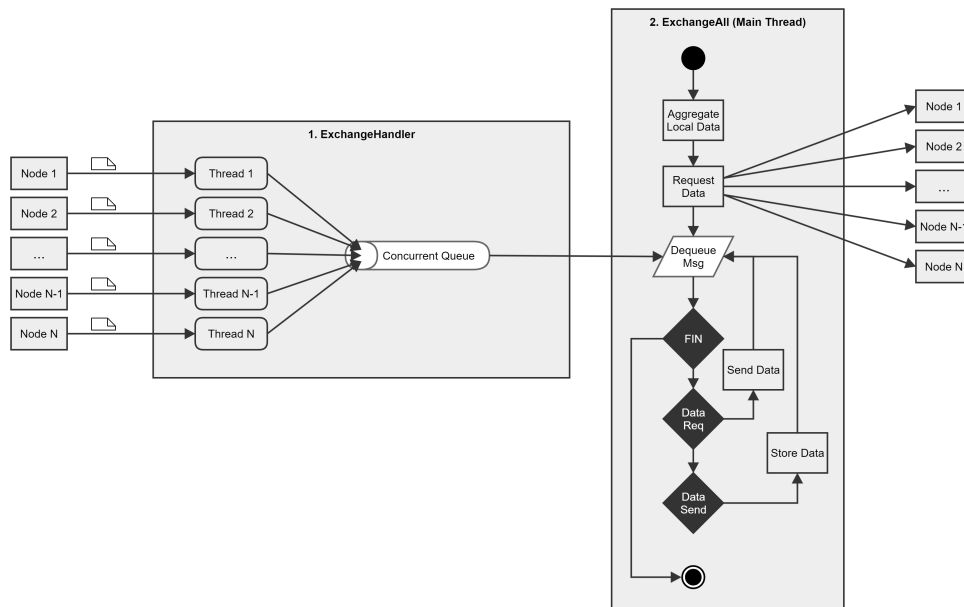 2. ExchangeAll (Main Thread)
Aggregate
Local Data
Request
Data
Node 1
Node 2
...
Node N-1
Node N
1. ExchangeHandler
Node 1
Thread 1
Node 2
Thread 2
...
...
Concurrent Queue
Node N-1
Thread N-1
Node N
Thread N
Dequeue
Msg
FIN
Send Data
Data
Req
Store Data
Data
Send